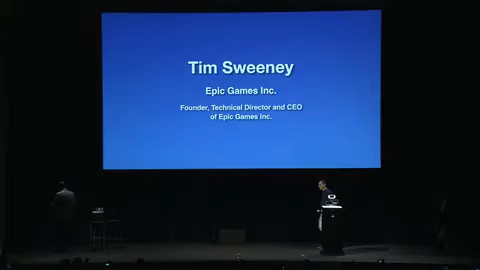 Tim Sweeney
Epic Games Inc.
Founder, Technical Director and CEO
of Epic Games Inc.